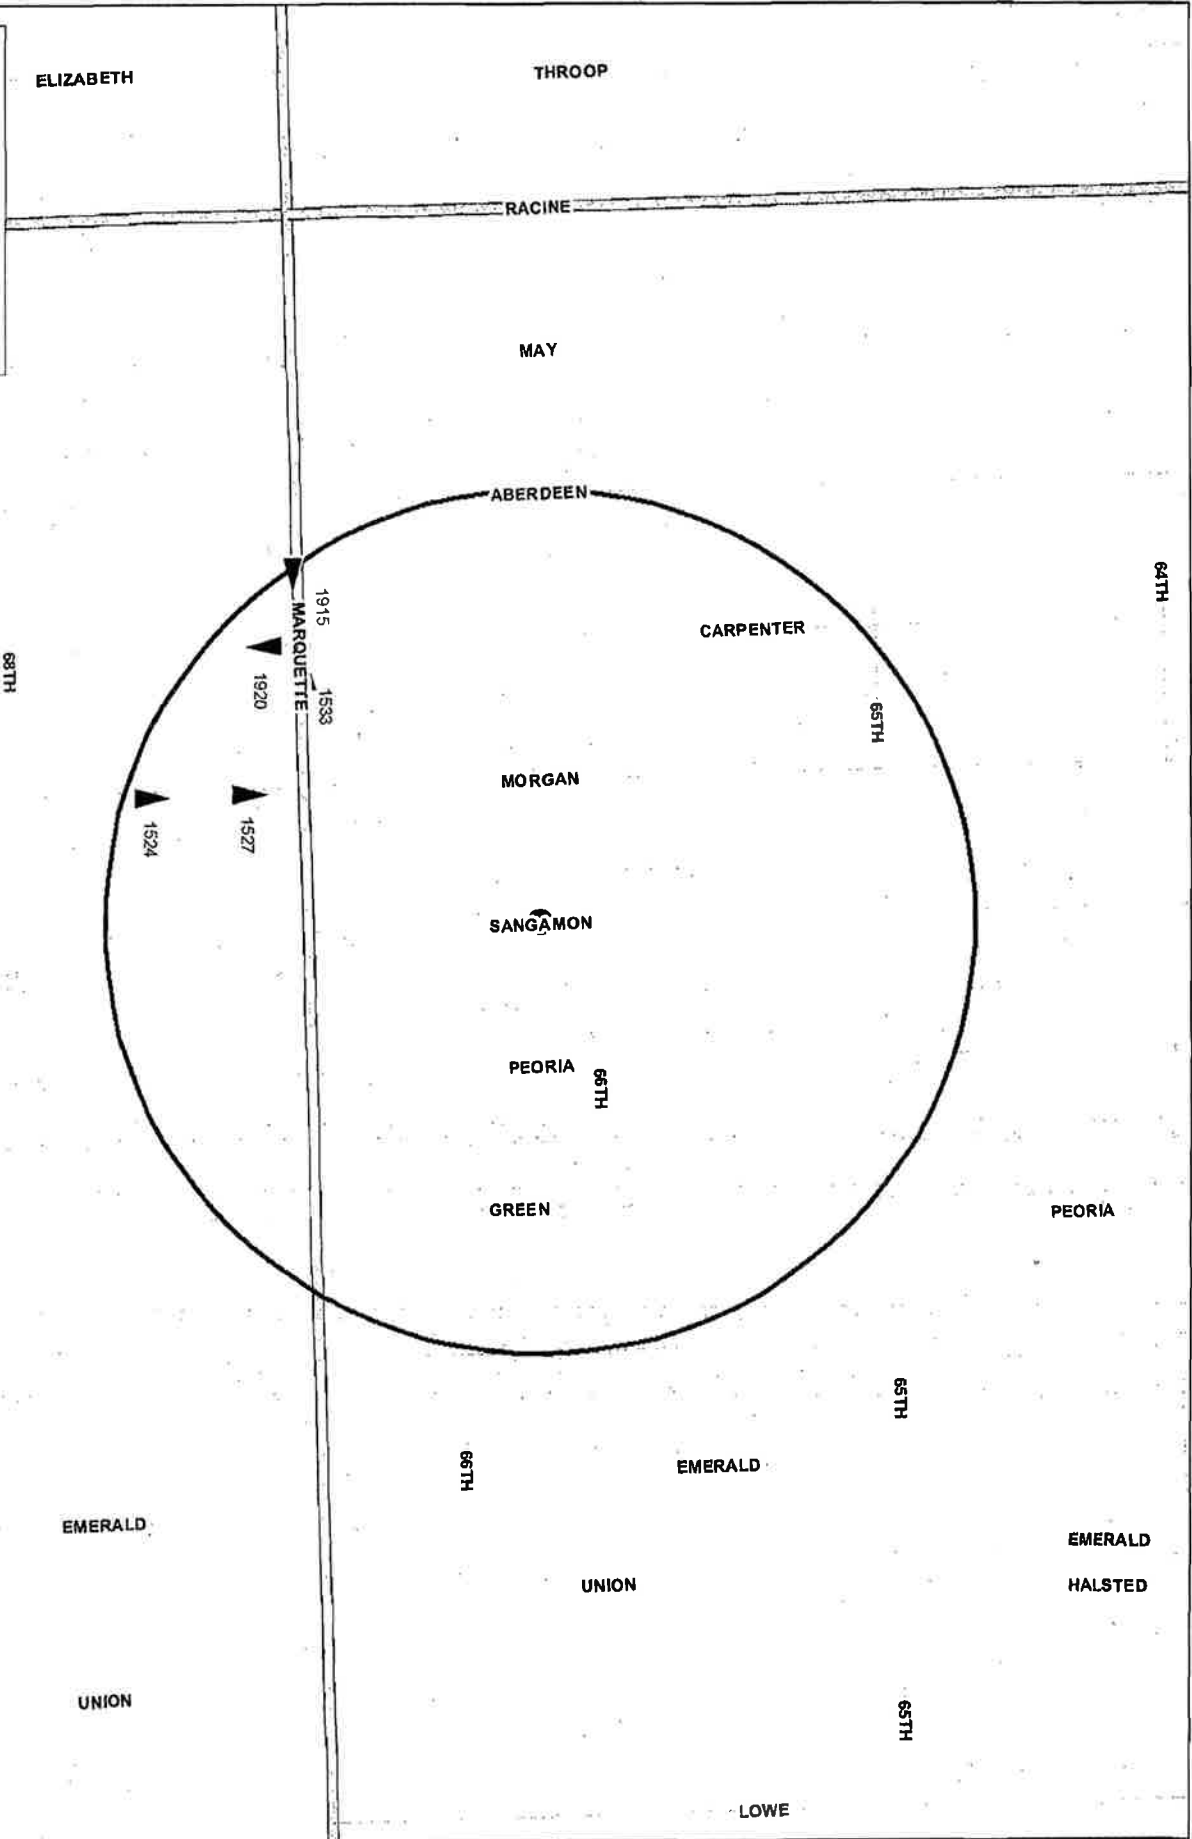 ELIZABETH
THROOP
RACINE
MAY
ABERDEEN
64TH
1915
CARPENTER
MARQUETTE
68TH
1920
1533
65TH
MORGAN
1524
1527
SANGAMON
PEORIA
66TH
GREEN
PEORIA
65TH
66TH
EMERALD
EMERALD
EMERALD
UNION
HALSTED
UNION
65TH
LOWE